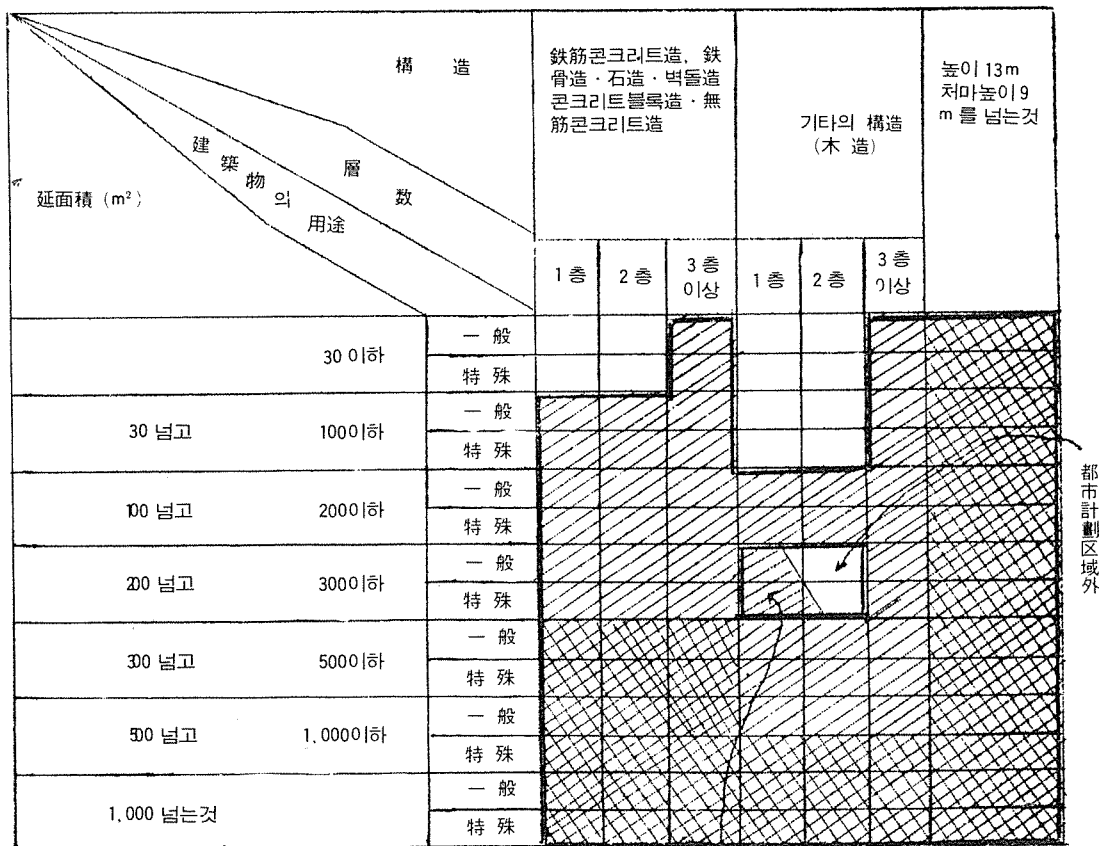 構 造
層 数
建築物의 用途
延面積 (m²)
鉄筋콘크리트造, 鉄
骨造・石造・벽돌造
콘크리트블록造・無
筋콘크리트造
기타의 構造
(木 造)
높이 13m
처마높이 9
m 를 넘는것
1 층
2 층
3 층
이상
1 층
2 층
3 층
이상
30 이하
一 般
特 殊
30 넘고 100이하
一 般
特 殊
100 넘고 200이하
一 般
特 殊
200 넘고 300이하
一 般
特 殊
300 넘고 500이하
一 般
特 殊
500 넘고 1,000이하
一 般
特 殊
1,000 넘는것
一 般
特 殊
都市計劃区域外